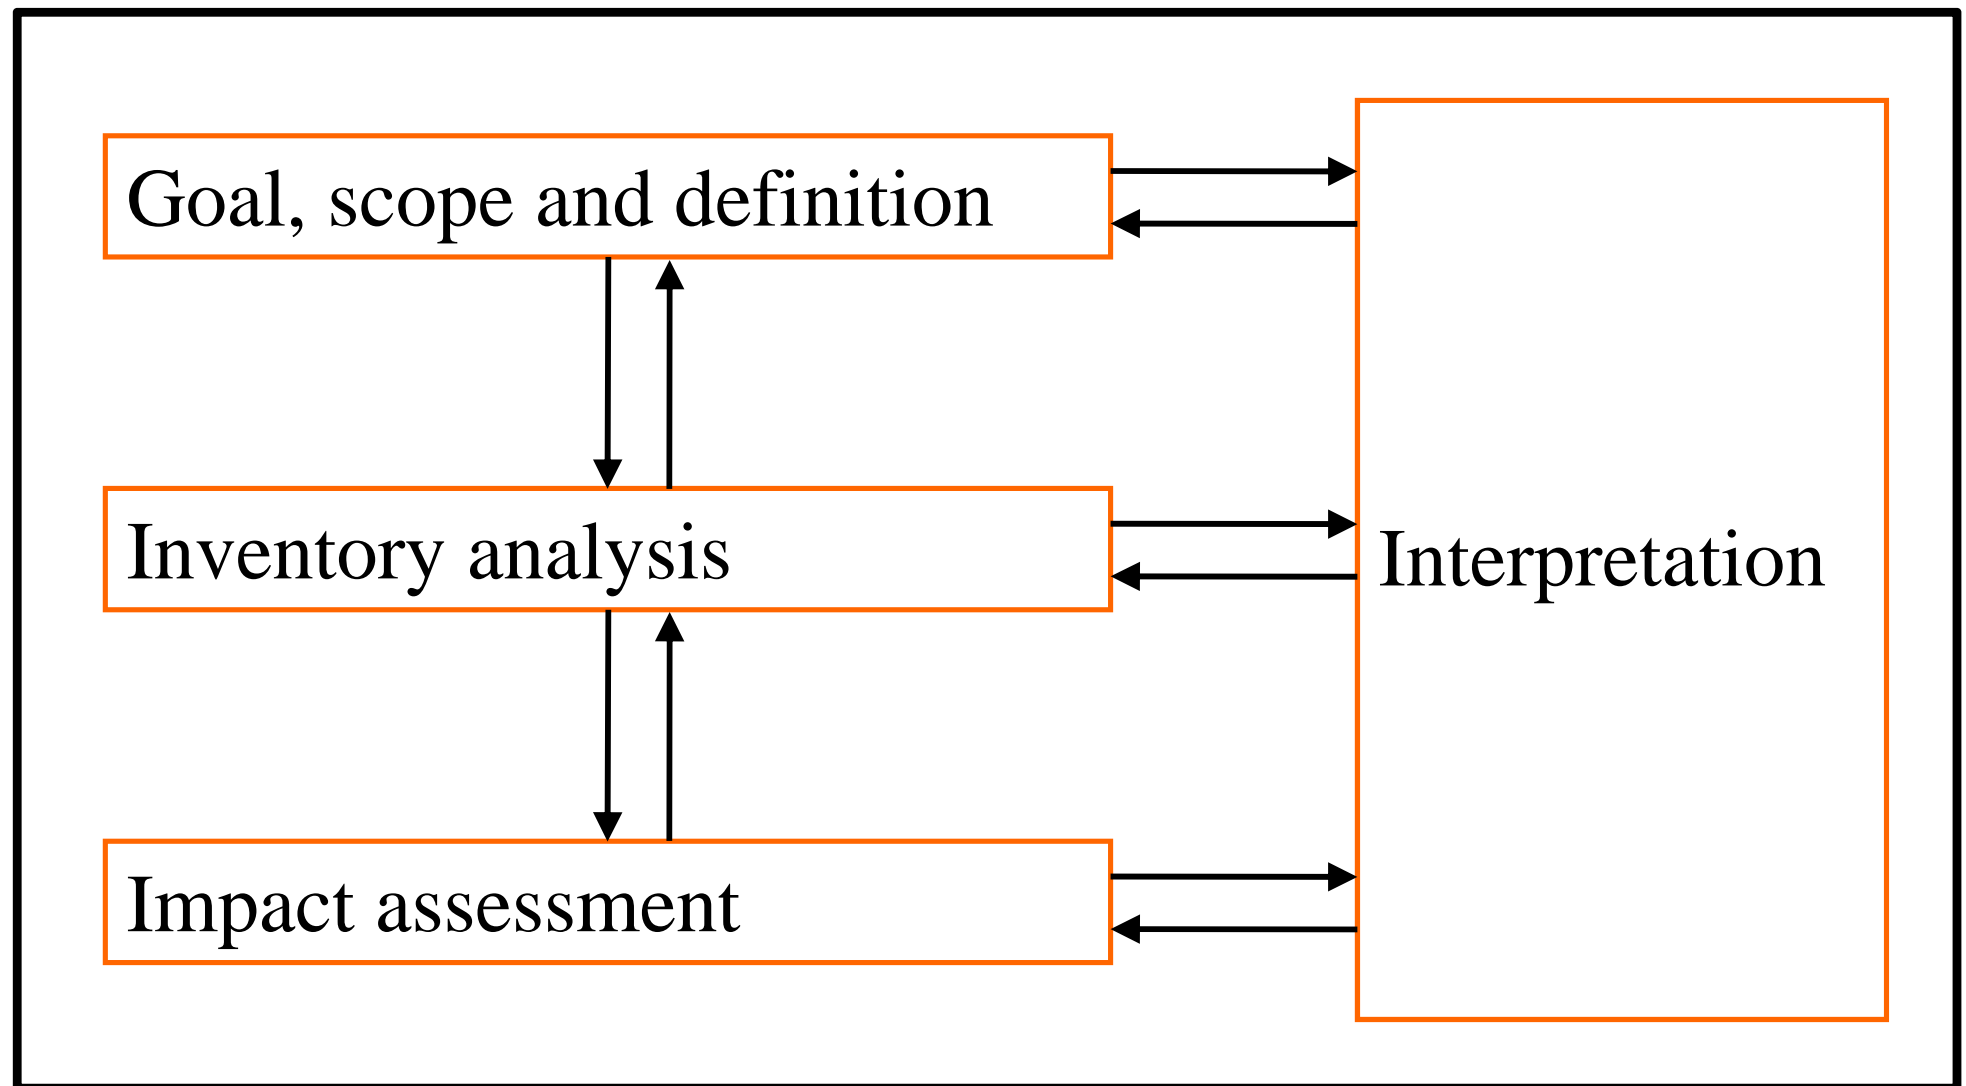 Goal, scope and definition
Inventory analysis
Interpretation
Impact assessment